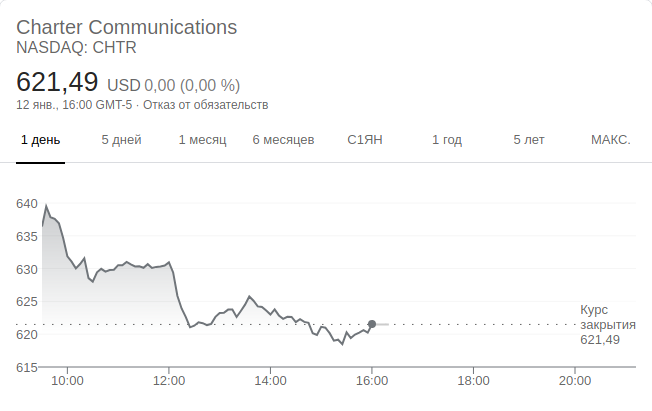 Charter Communications
NASDAQ: CHTR
621,49 USD 0,00 (0,00 %)
12 янв., 16:00 GMT-5 · Отказ от обязательств
1 день 5 дней 1 месяц 6 месяцев С1ЯН 1 год 5 лет МАКС.
640
635
630
625
620
615
Курс
закрытия
621,49
10:00 12:00 14:00 16:00 18:00 20:00